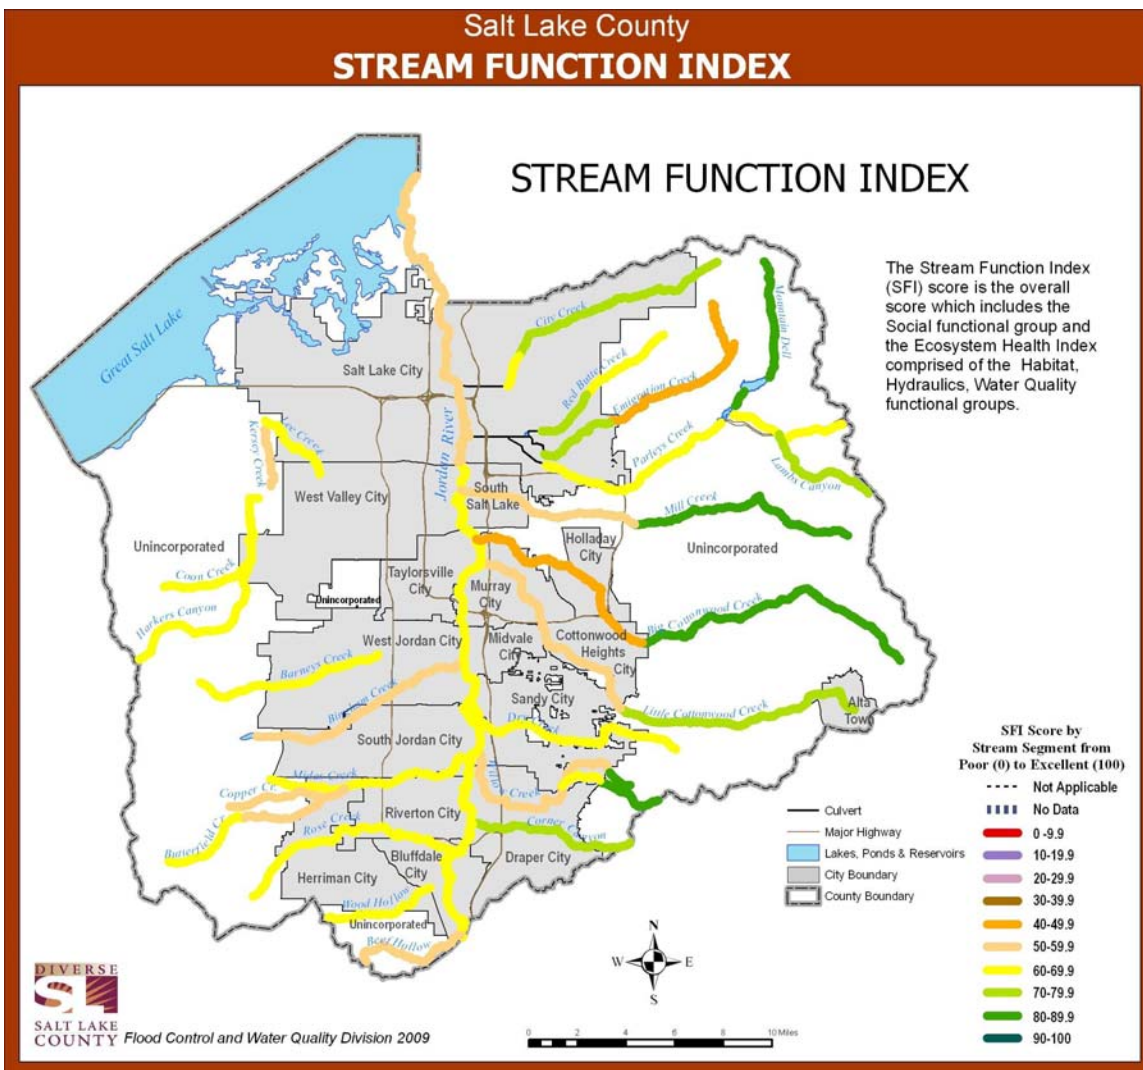 Salt Lake County
STREAM FUNCTION INDEX
STREAM FUNCTION INDEX
The Stream Function Index
(SFI) score is the overall
score which includes the
Social functional group and
the Ecosystem Health Index
comprised of the Habitat,
Hydraulics, Water Quality
functional groups.
Great Salt Lake
Salt Lake City
City Creek
Red Butte Creek
Emigration Creek
Mountain Dell
Parleys Creek
Lambs Canyon
Jordan River
Kersey Creek
Lee Creek
West Valley City
South
Salt Lake
Mill Creek
Unincorporated
Holladay
City
Unincorporated
Coon Creek
Harkers Canyon
Taylorsville
City
Unincorporated
Murray
City
Big Cottonwood Creek
West Jordan City
Midvale
City
Cottonwood
Heights
City
Barneys Creek
Bingham Creek
Sandy City
Little Cottonwood Creek
Alta
Town
South Jordan City
Midas Creek
Copper Cr.
Butterfield Cr.
Rose Creek
Riverton City
Willow Creek
Corner Canyon
Draper City
Bluffdale
City
Herriman City
Wood Hollow
Unincorporated
Beef Hollow
Culvert
Major Highway
Lakes, Ponds & Reservoirs
City Boundary
County Boundary
SFI Score by
Stream Segment from
Poor (0) to Excellent (100)
Not Applicable
No Data
0 -9.9
10-19.9
20-29.9
30-39.9
40-49.9
50-59.9
60-69.9
70-79.9
80-89.9
90-100
N
W
E
S
0 2 4 6 8 10 Miles
DIVERSE
SL
SALT LAKE
COUNTY
Flood Control and Water Quality Division 2009